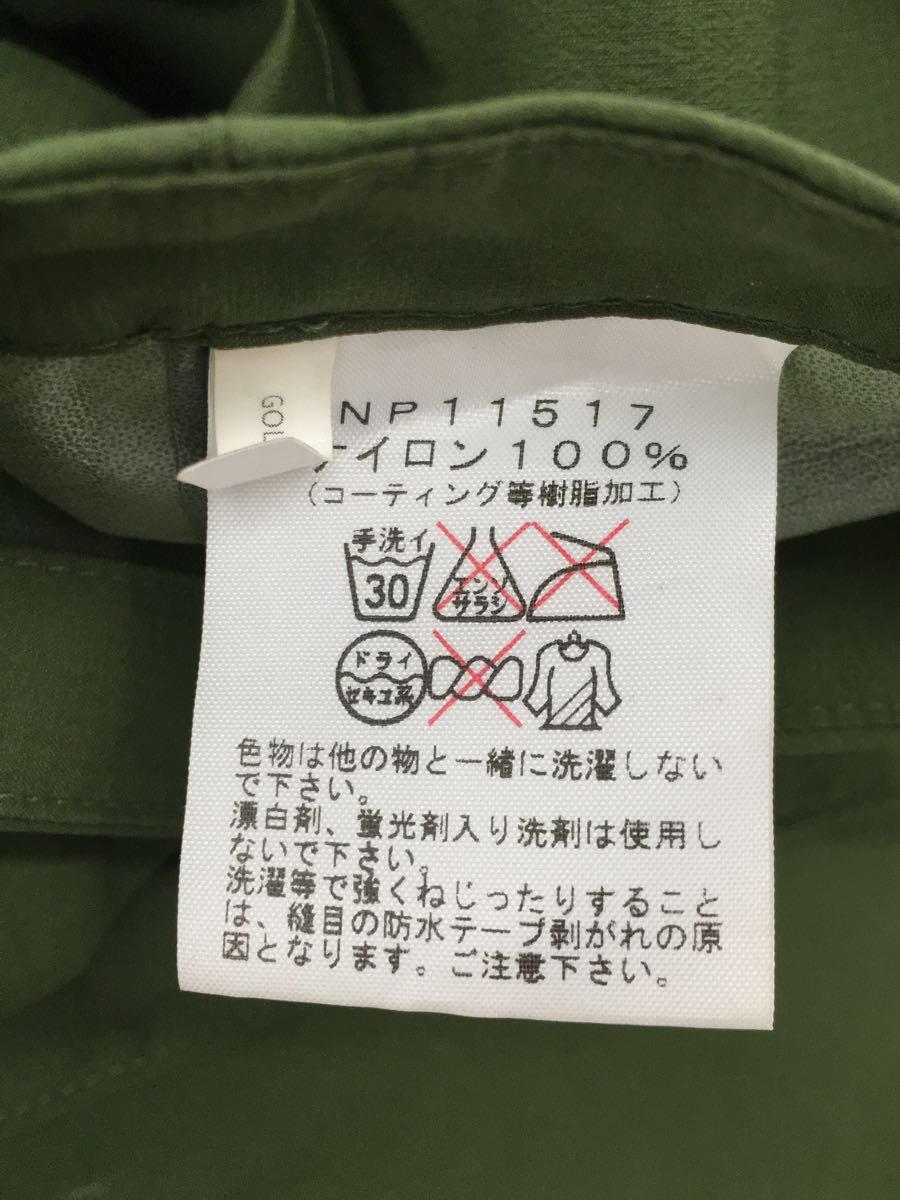 GOL
NP11517
ナイロン100%
(コーティング等樹脂加工)
手洗イ
30
エンソ
サラシ
ドライ
セキユ系
色物は他の物と一緒に洗濯しない
で下さい。
漂白剤、蛍光剤入り洗剤は使用し
ないで下さい。
洗濯等で強くねじったりすること
は、縫目の防水テープ剥がれの原
因となります。ご注意下さい。